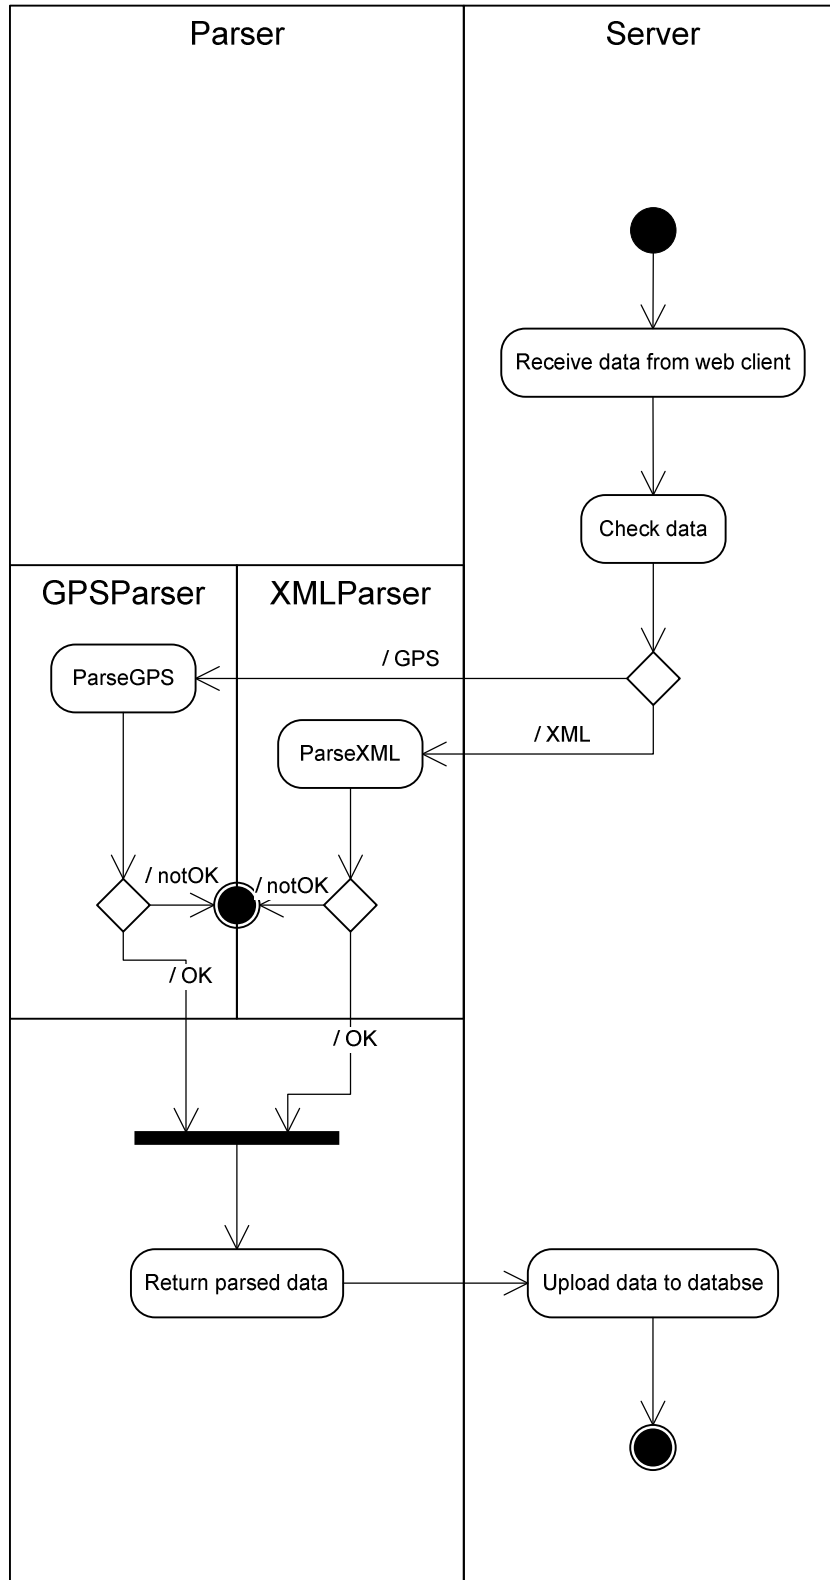 Parser
Server
Receive data from web client
Check data
GPSParser
XMLParser
/ GPS
ParseGPS
/ XML
ParseXML
/ notOK
/ notOK
/ OK
/ OK
Return parsed data
Upload data to databse